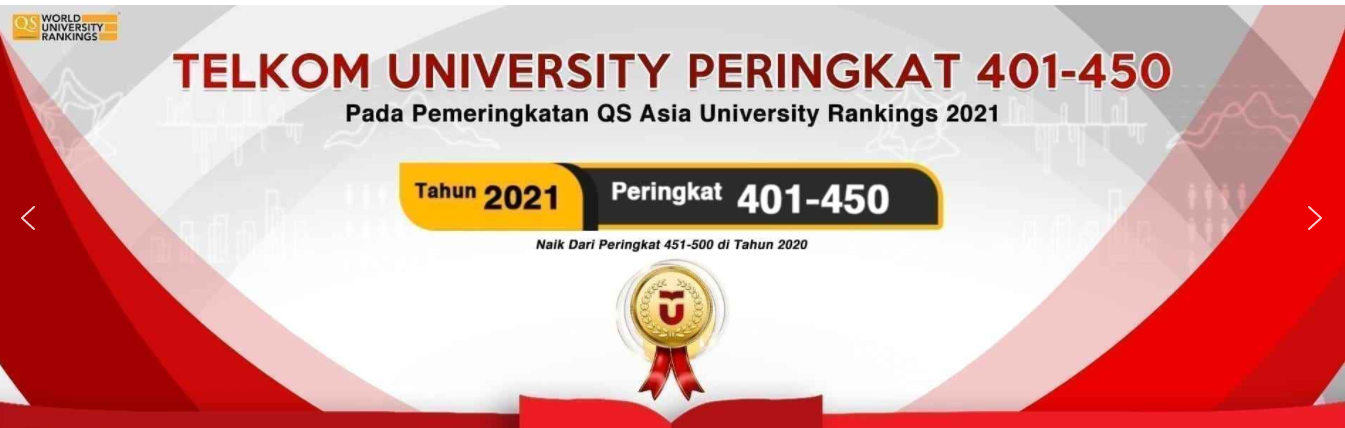 QS WORLD
UNIVERSITY
RANKINGS
TELKOM UNIVERSITY PERINGKAT 401-450
Pada Pemeringkatan QS Asia University Rankings 2021
Tahun 2021 Peringkat 401-450
Naik Dari Peringkat 451-500 di Tahun 2020